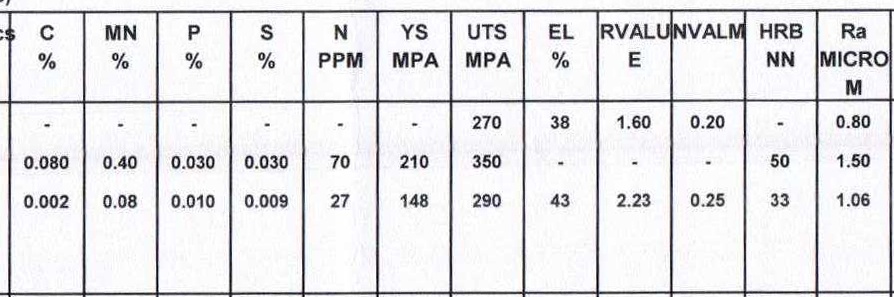 cs C MN P S N YS UTS EL RVALU NVALM HRB Ra
% % % % PPM MPA MPA % E NN MICRO
M
- - - - - - 270 38 1.60 0.20 - 0.80
0.080 0.40 0.030 0.030 70 210 350 - - - 50 1.50
0.002 0.08 0.010 0.009 27 148 290 43 2.23 0.25 33 1.06